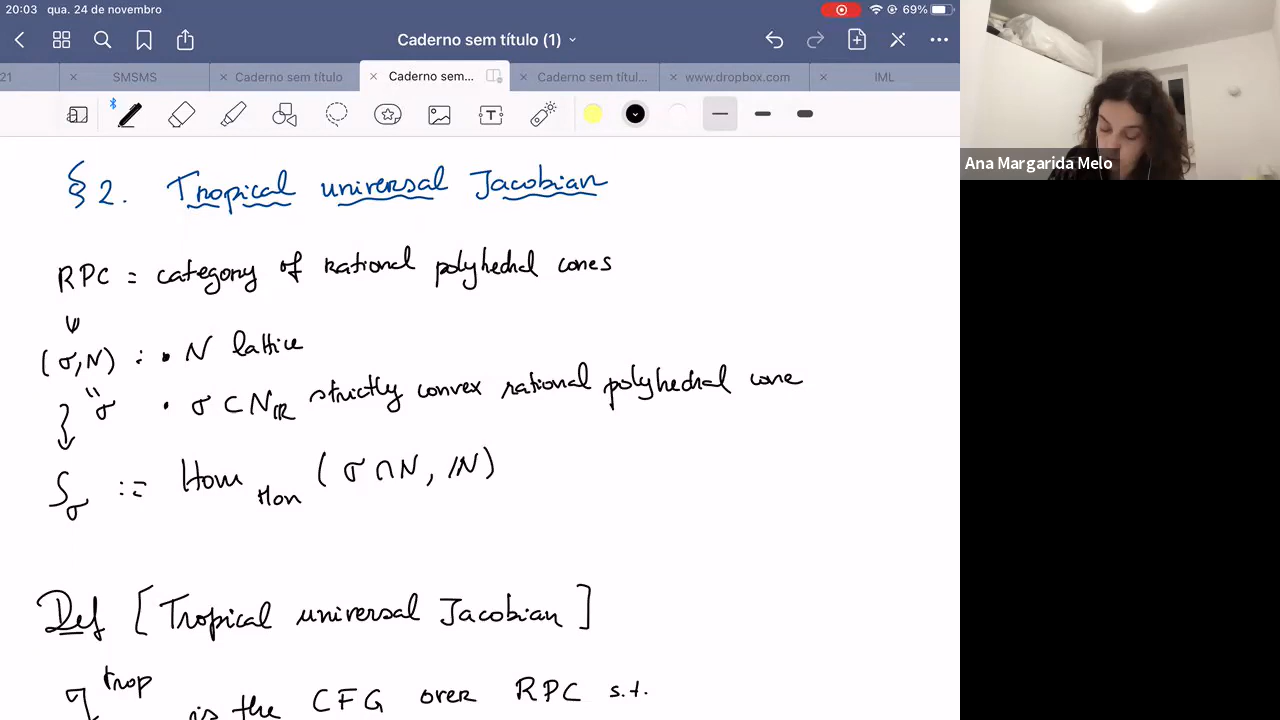 20:03 qua. 24 de novembro 69%
Caderno sem título (1)
21 SMSMS Caderno sem título Caderno sem... Caderno sem títul... www.dropbox.com IML
Ana Margarida Melo
§ 2. Tropical universal Jacobian
RPC = category of rational polyhedral cones
(σ,N) : • N lattice
σ • σ ⊂ N_ℝ strictly convex rational polyhedral cone
S_σ := Hom_Mon (σ ∩ N, ℕ)
Def [Tropical universal Jacobian]
trop
is the CFG over RPC s.t.